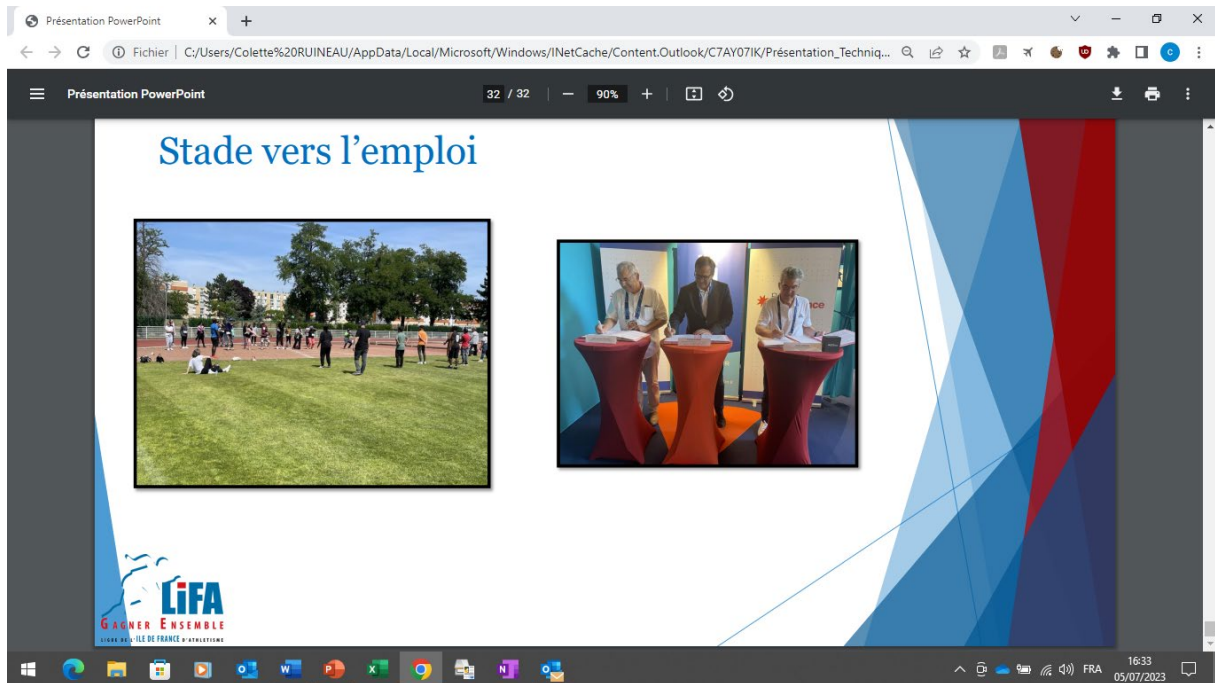 Présentation PowerPoint
Fichier | C:/Users/Colette%20RUINEAU/AppData/Local/Microsoft/Windows/INetCache/Content.Outlook/C7AY07IK/Présentation_Techniq...
Présentation PowerPoint
32 / 32
90%
Stade vers l'emploi
LiFA
GAGNER ENSEMBLE
LIGUE DE L'ILE DE FRANCE D'ATHLETISME
FRA
16:33
05/07/2023